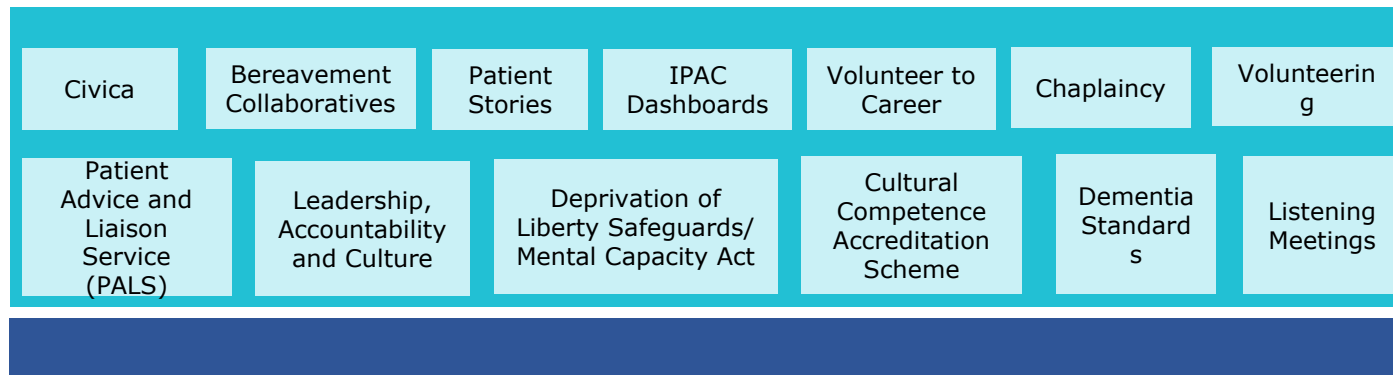 Civica
Bereavement
Collaboratives
Patient
Stories
IPAC
Dashboards
Volunteer to
Career
Chaplaincy
Volunteerin
g
Patient
Advice and
Liaison
Service
(PALS)
Leadership,
Accountability
and Culture
Deprivation of
Liberty Safeguards/
Mental Capacity Act
Cultural
Competence
Accreditation
Scheme
Dementia
Standard
s
Listening
Meetings